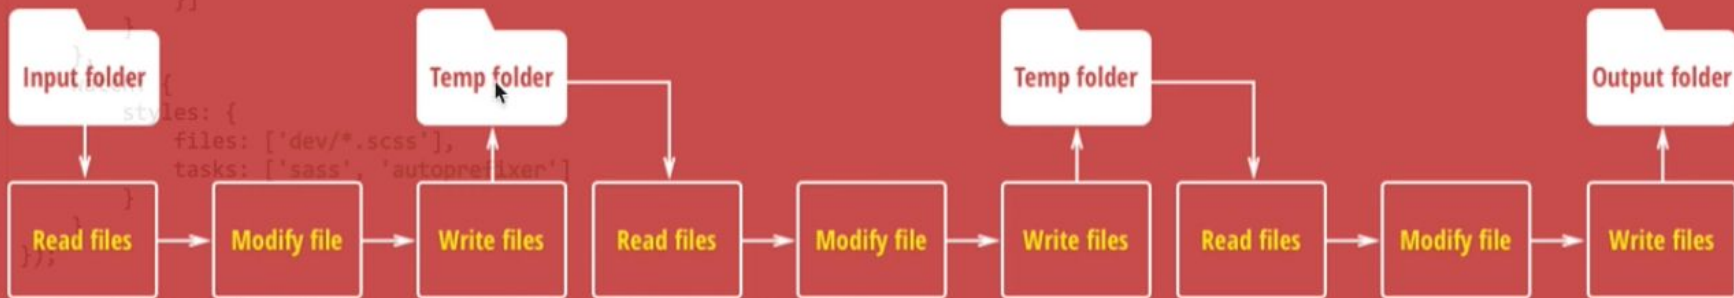 }]
}
},
Input folder
Temp folder
Temp folder
Output folder
styles: {
files: ['dev/*.scss'],
tasks: ['sass', 'autoprefixer']
}
}
Read files
Modify file
Write files
Read files
Modify file
Write files
Read files
Modify file
Write files
});